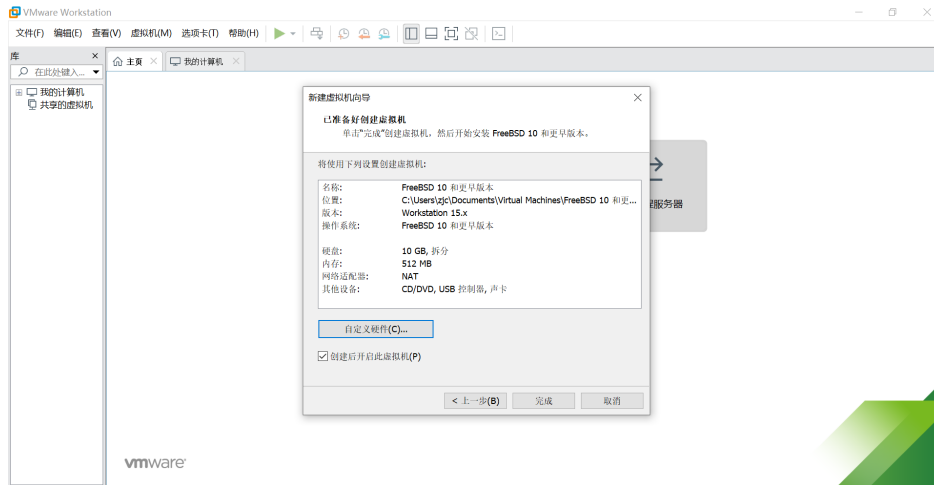 VMware Workstation
文件(F) 编辑(E) 查看(V) 虚拟机(M) 选项卡(T) 帮助(H)
库
在此处键入...
我的计算机
共享的虚拟机
主页
我的计算机
新建虚拟机向导
已准备好创建虚拟机
单击"完成"创建虚拟机，然后开始安装 FreeBSD 10 和更早版本。
将使用下列设置创建虚拟机:
名称: FreeBSD 10 和更早版本
位置: C:\Users\zjc\Documents\Virtual Machines\FreeBSD 10 和更...
版本: Workstation 15.x
操作系统: FreeBSD 10 和更早版本
硬盘: 10 GB, 拆分
内存: 512 MB
网络适配器: NAT
其他设备: CD/DVD, USB 控制器, 声卡
自定义硬件(C)...
创建后开启此虚拟机(P)
< 上一步(B) 完成 取消
服务器
vmware